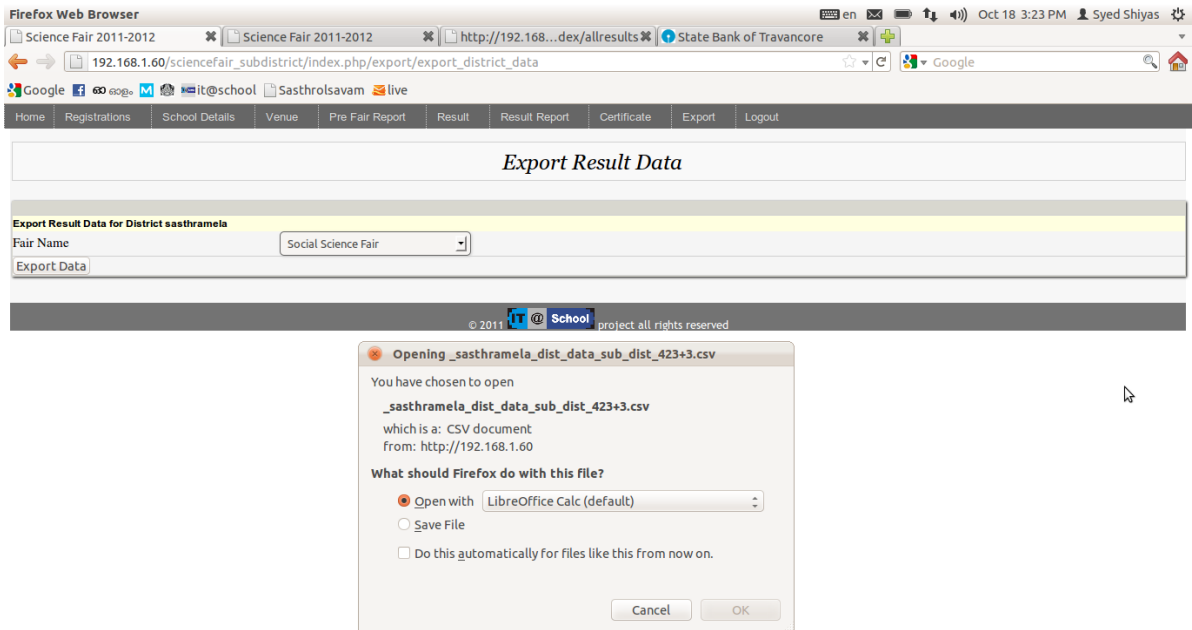 Firefox Web Browser en Oct 18 3:23 PM Syed Shiyas
Science Fair 2011-2012 Science Fair 2011-2012 http://192.168...dex/allresults State Bank of Travancore
192.168.1.60/sciencefair_subdistrict/index.php/export/export_district_data Google
Google M it@school Sasthrolsavam live
Home Registrations School Details Venue Pre Fair Report Result Result Report Certificate Export Logout
Export Result Data
Export Result Data for District sasthramela
Fair Name Social Science Fair
Export Data
© 2011 IT @ School project all rights reserved
Opening _sasthramela_dist_data_sub_dist_423+3.csv
You have chosen to open
_sasthramela_dist_data_sub_dist_423+3.csv
which is a: CSV document
from: http://192.168.1.60
What should Firefox do with this file?
Open with LibreOffice Calc (default)
Save File
Do this automatically for files like this from now on.
Cancel OK